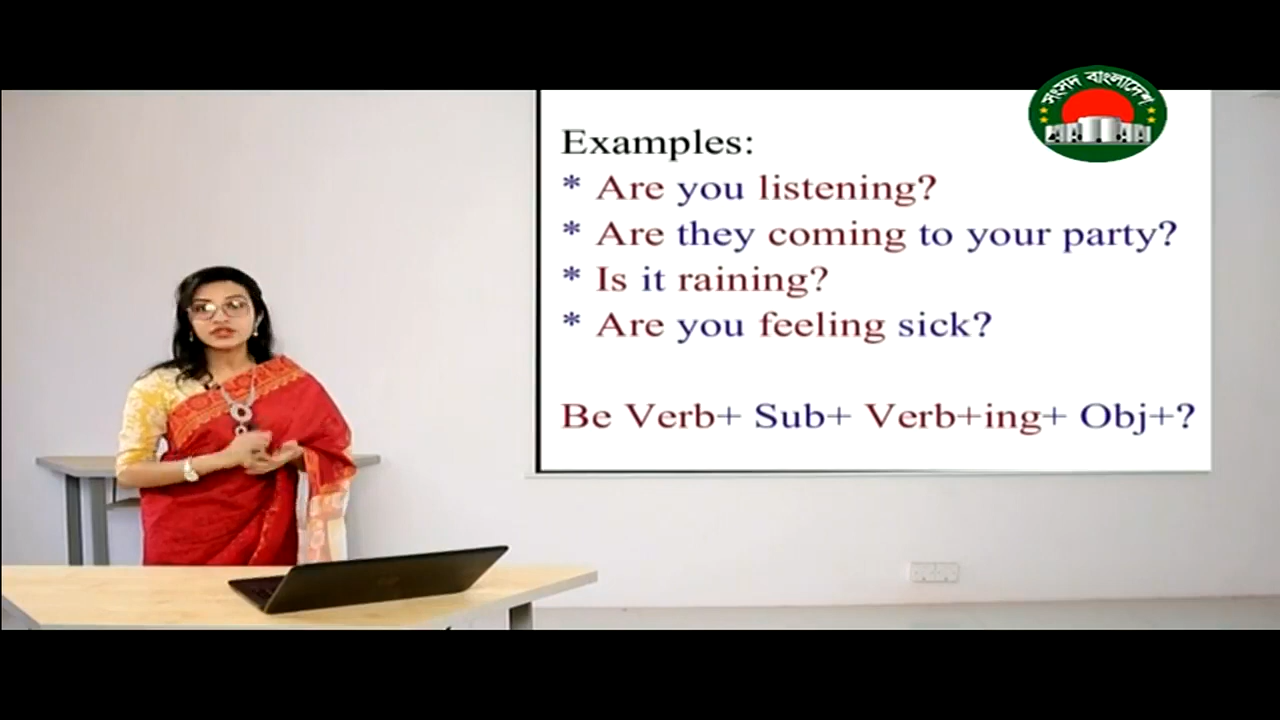 সংসদ বাংলাদেশ
Examples:
* Are you listening?
* Are they coming to your party?
* Is it raining?
* Are you feeling sick?
Be Verb+ Sub+ Verb+ing+ Obj+?